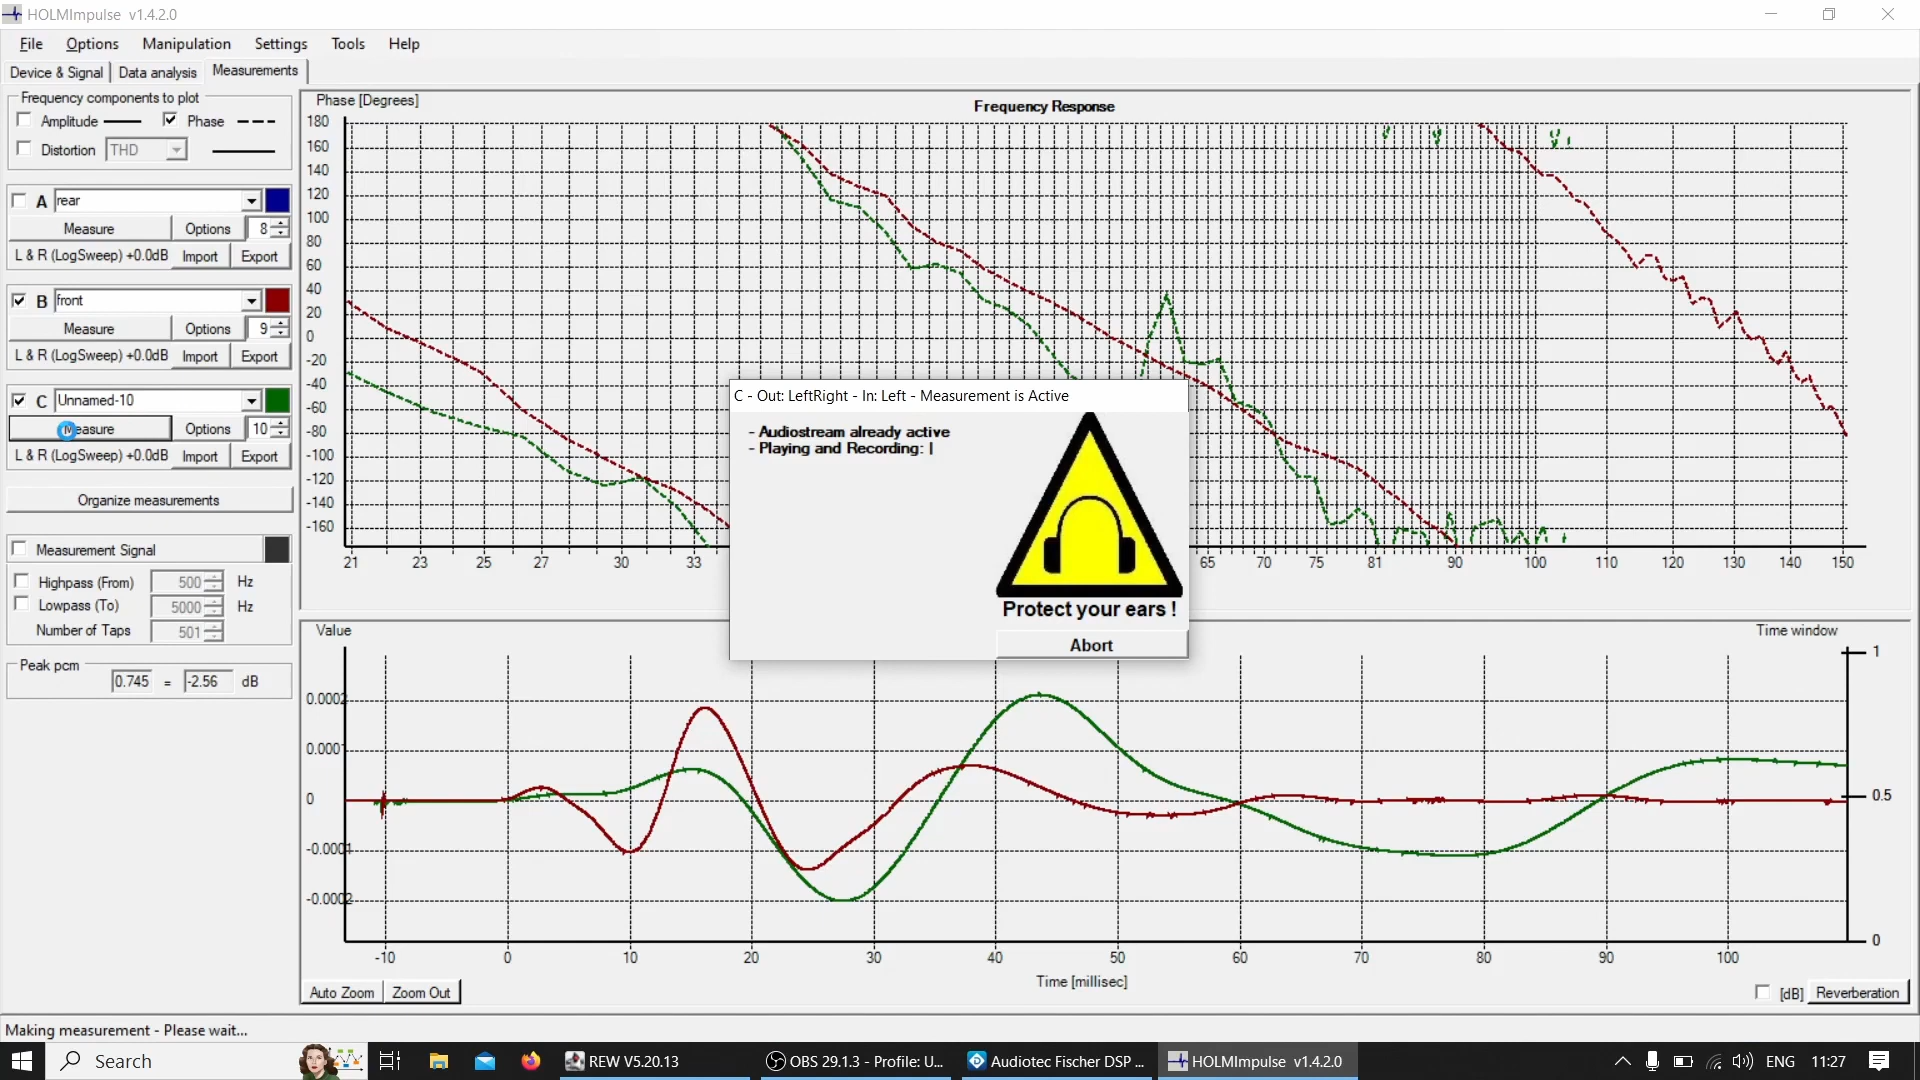 HOLMImpulse v1.4.2.0
File Options Manipulation Settings Tools Help
Device & Signal Data analysis Measurements
Frequency components to plot
Amplitude Phase
Distortion THD
A rear
Measure Options 8
L & R (LogSweep) +0.0dB Import Export
B front
Measure Options 9
L & R (LogSweep) +0.0dB Import Export
C Unnamed-10
Measure Options 10
L & R (LogSweep) +0.0dB Import Export
Organize measurements
Measurement Signal
Highpass (From) 500 Hz
Lowpass (To) 5000 Hz
Number of Taps 501
Peak pcm
0.745 = -2.56 dB
Phase [Degrees]
Frequency Response
180
160
140
120
100
80
60
40
20
0
-20
-40
-60
-80
-100
-120
-140
-160
21 23 25 27 30 33 65 70 75 81 90 100 110 120 130 140 150
C - Out: LeftRight - In: Left - Measurement is Active
- Audiostream already active
- Playing and Recording: |
Protect your ears !
Abort
Value
Time window
0.0002
0.0001
0
-0.0001
-0.0002
1
0.5
0
-10 0 10 20 30 40 50 60 70 80 90 100
Time [millisec]
Auto Zoom Zoom Out
[dB] Reverberation
Making measurement - Please wait...
Search
REW V5.20.13
OBS 29.1.3 - Profile: U...
Audiotec Fischer DSP ...
HOLMImpulse v1.4.2.0
ENG 11:27